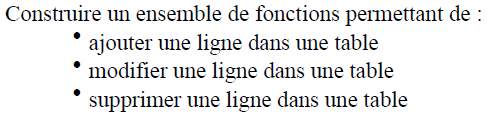 Construire un ensemble de fonctions permettant de :
• ajouter une ligne dans une table
• modifier une ligne dans une table
• supprimer une ligne dans une table